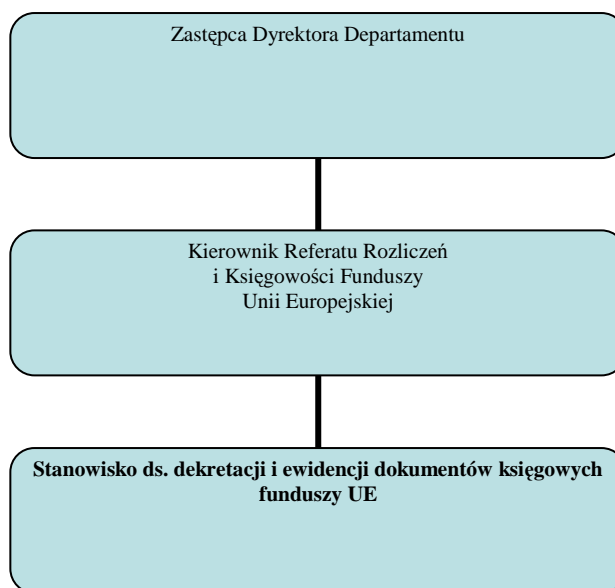 Zastępca Dyrektora Departamentu
Kierownik Referatu Rozliczeń
i Księgowości Funduszy
Unii Europejskiej
Stanowisko ds. dekretacji i ewidencji dokumentów księgowych
funduszy UE